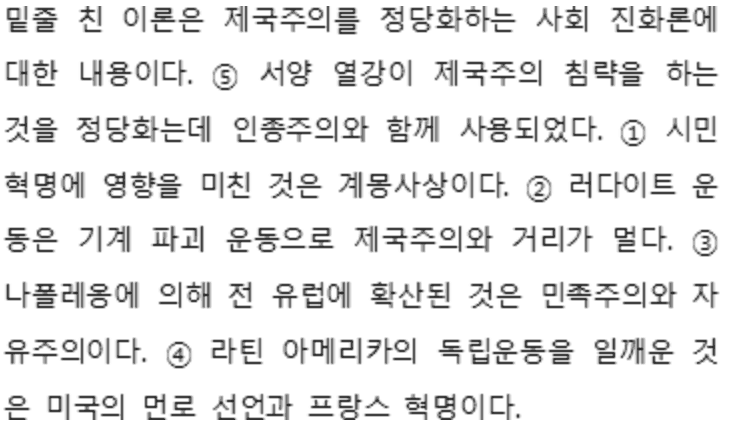 밑줄 친 이론은 제국주의를 정당화하는 사회 진화론에
대한 내용이다. ⑤ 서양 열강이 제국주의 침략을 하는
것을 정당화는데 인종주의와 함께 사용되었다. ① 시민
혁명에 영향을 미친 것은 계몽사상이다. ② 러다이트 운
동은 기계 파괴 운동으로 제국주의와 거리가 멀다. ③
나폴레옹에 의해 전 유럽에 확산된 것은 민족주의와 자
유주의이다. ④ 라틴 아메리카의 독립운동을 일깨운 것
은 미국의 먼로 선언과 프랑스 혁명이다.